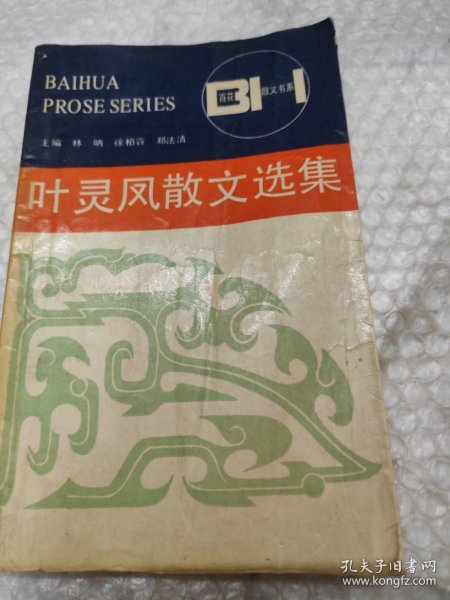 BAIHUA
PROSE SERIES
百花
散文书系
主编 林呐 徐柏容 郑法清
叶灵凤散文选集
孔夫子旧书网
www.kongfz.com